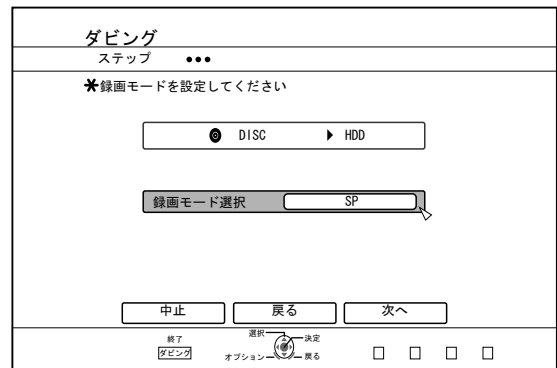 ダビング
ステップ
録画モードを設定してください
DISC HDD
録画モード選択 SP
中止 戻る 次へ
終了
ダビング
選択
決定
オプション
戻る